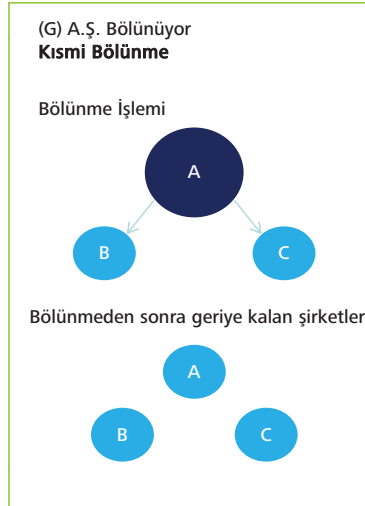 (G) A.Ş. Bölünüyor
Kısmi Bölünme
Bölünme İşlemi
A
B
C
Bölünmeden sonra geriye kalan şirketler
A
B
C